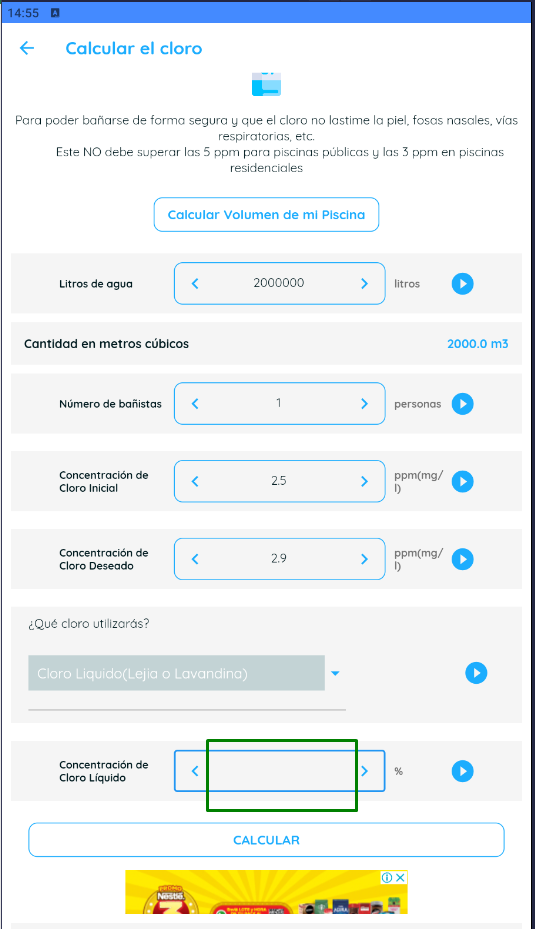 14:55
Calcular el cloro
Para poder bañarse de forma segura y que el cloro no lastime la piel, fosas nasales, vías
respiratorias, etc.
Este NO debe superar las 5 ppm para piscinas públicas y las 3 ppm en piscinas
residenciales
Calcular Volumen de mi Piscina
Litros de agua
2000000
litros
Cantidad en metros cúbicos
2000.0 m3
Número de bañistas
1
personas
Concentración de
Cloro Inicial
2.5
ppm(mg/
l)
Concentración de
Cloro Deseado
2.9
ppm(mg/
l)
¿Qué cloro utilizarás?
Cloro Liquido(Lejia o Lavandina)
Concentración de
Cloro Líquido
%
CALCULAR
PROMO
Nestlé
3